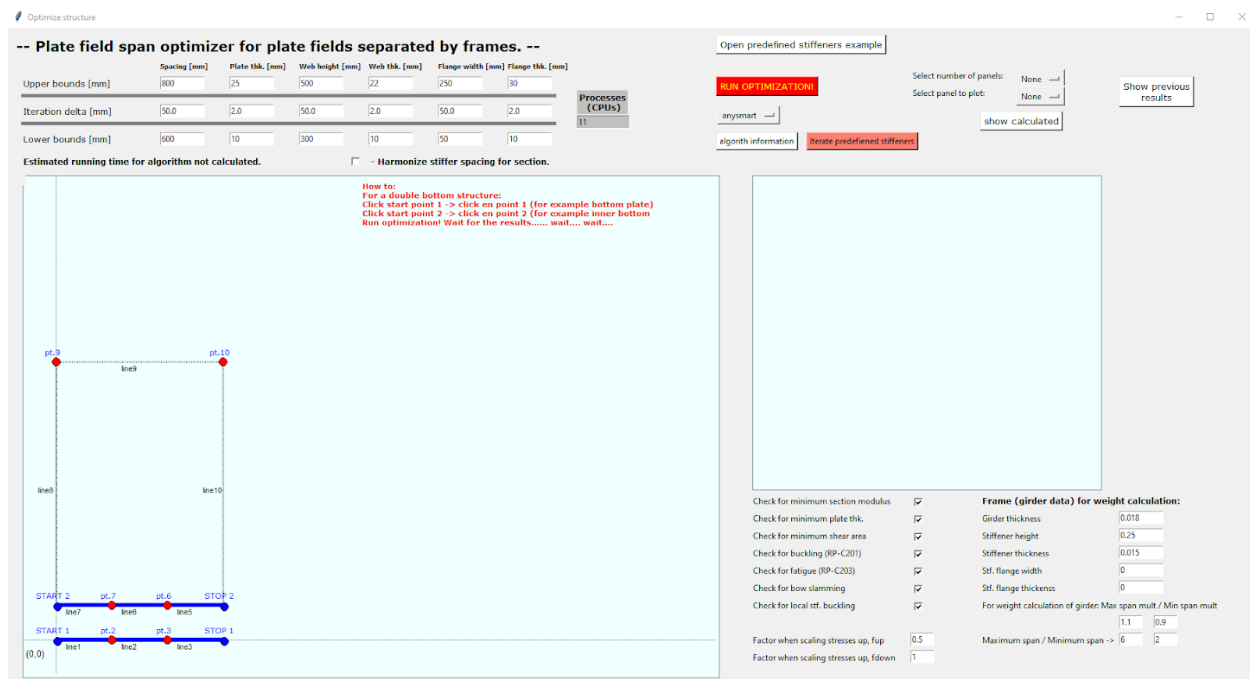 Optimize structure
-- Plate field span optimizer for plate fields separated by frames. --
Open predefined stiffeners example
Spacing [mm] Plate thk. [mm] Web height [mm] Web thk. [mm] Flange width [mm] Flange thk. [mm]
Upper bounds [mm] 800 25 500 22 250 30
Iteration delta [mm] 50.0 2.0 50.0 2.0 50.0 2.0
Lower bounds [mm] 600 10 300 10 50 10
Processes
(CPUs)
11
RUN OPTIMIZATION!
anysmart
algorith information
Iterate predefiened stiffeners
Select number of panels: None
Select panel to plot: None
show calculated
Show previous
results
Estimated running time for algorithm not calculated.
- Harmonize stiffer spacing for section.
How to:
For a double bottom structure:
Click start point 1 -> click en point 1 (for example bottom plate)
Click start point 2 -> click en point 2 (for example inner bottom
Run optimization! Wait for the results...... wait.... wait....
pt.9 pt.10
line9
line8 line10
START 2 pt.7 pt.6 STOP 2
line7 line6 line5
START 1 pt.2 pt.3 STOP 1
line1 line2 line3
(0,0)
Check for minimum section modulus
Check for minimum plate thk.
Check for minimum shear area
Check for buckling (RP-C201)
Check for fatigue (RP-C203)
Check for bow slamming
Check for local stf. buckling
Factor when scaling stresses up, fup 0.5
Factor when scaling stresses up, fdown 1
Frame (girder data) for weight calculation:
Girder thickness 0.018
Stiffener height 0.25
Stiffener thickness 0.015
Stf. flange width 0
Stf. flange thickenss 0
For weight calculation of girder: Max span mult / Min span mult
1.1 0.9
Maximum span / Minimum span -> 6 2